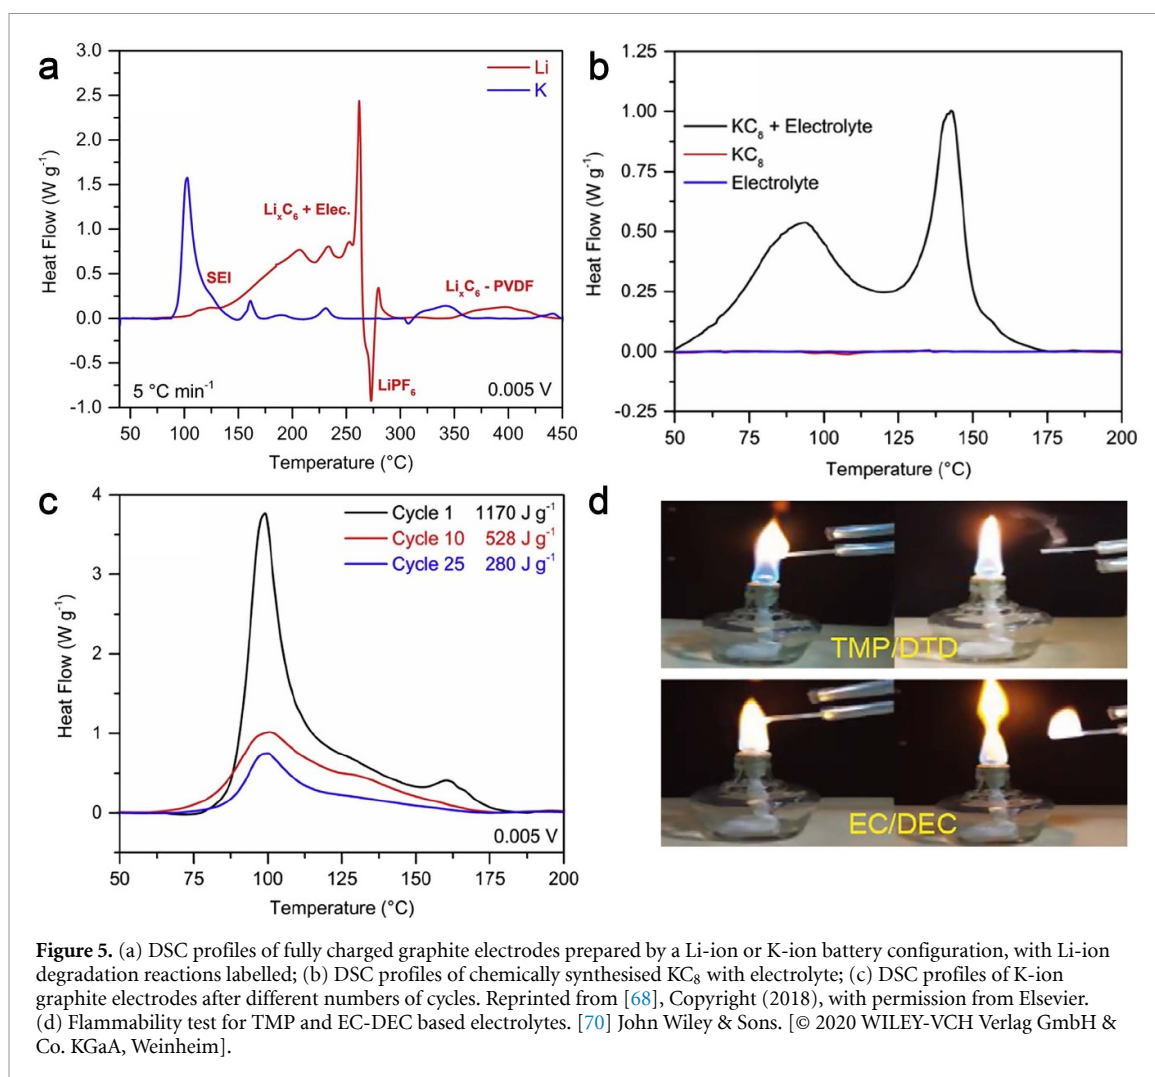 a
3.0
2.5
2.0
1.5
1.0
0.5
0.0
-0.5
-1.0
Heat Flow (W g⁻¹)
Li
K
LiₓC₆ + Elec.
SEI
LiₓC₆ - PVDF
LiPF₆
5 °C min⁻¹
0.005 V
50 100 150 200 250 300 350 400 450
Temperature (°C)
b
1.25
1.00
0.75
0.50
0.25
0.00
-0.25
Heat Flow (W g⁻¹)
KC₈ + Electrolyte
KC₈
Electrolyte
50 75 100 125 150 175 200
Temperature (°C)
c
4
3
2
1
0
Heat Flow (W g⁻¹)
Cycle 1 1170 J g⁻¹
Cycle 10 528 J g⁻¹
Cycle 25 280 J g⁻¹
0.005 V
50 75 100 125 150 175 200
Temperature (°C)
d
TMP/DTD
EC/DEC
Figure 5. (a) DSC profiles of fully charged graphite electrodes prepared by a Li-ion or K-ion battery configuration, with Li-ion
degradation reactions labelled; (b) DSC profiles of chemically synthesised KC₈ with electrolyte; (c) DSC profiles of K-ion
graphite electrodes after different numbers of cycles. Reprinted from [68], Copyright (2018), with permission from Elsevier.
(d) Flammability test for TMP and EC-DEC based electrolytes. [70] John Wiley & Sons. [© 2020 WILEY-VCH Verlag GmbH &
Co. KGaA, Weinheim].